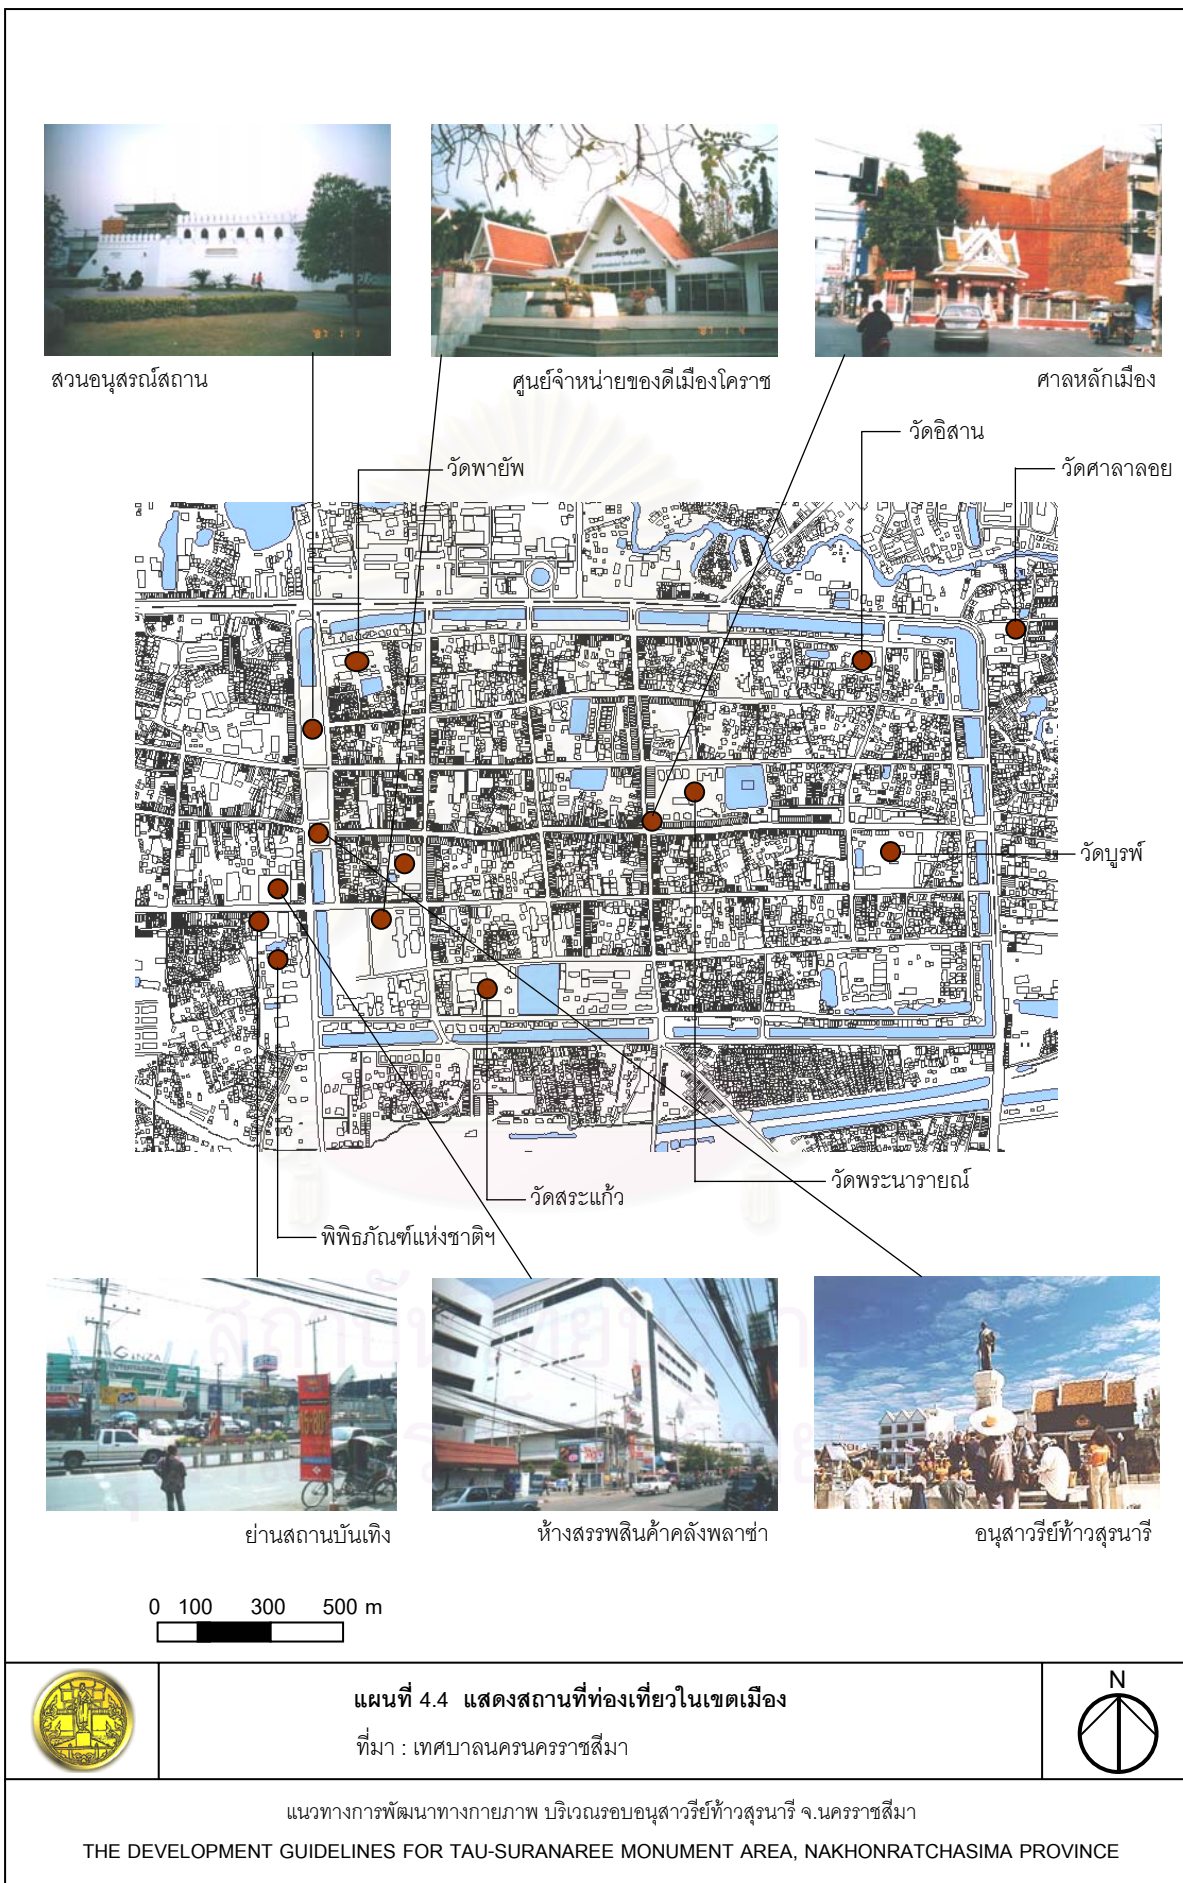 สวนอนุสรณ์สถาน
ศูนย์จำหน่ายของดีเมืองโคราช
ศาลหลักเมือง
วัดอิสาน
วัดพายัพ
วัดศาลาลอย
วัดบูรพ์
วัดพระนารายณ์
วัดสระแก้ว
พิพิธภัณฑ์แห่งชาติฯ
GINZA
ย่านสถานบันเทิง
ห้างสรรพสินค้าคลังพลาซ่า
อนุสาวรีย์ท้าวสุรนารี
0 100 300 500 m
แผนที่ 4.4 แสดงสถานที่ท่องเที่ยวในเขตเมือง
ที่มา : เทศบาลนครนครราชสีมา
N
แนวทางการพัฒนาทางกายภาพ บริเวณรอบอนุสาวรีย์ท้าวสุรนารี จ.นครราชสีมา
THE DEVELOPMENT GUIDELINES FOR TAU-SURANAREE MONUMENT AREA, NAKHONRATCHASIMA PROVINCE